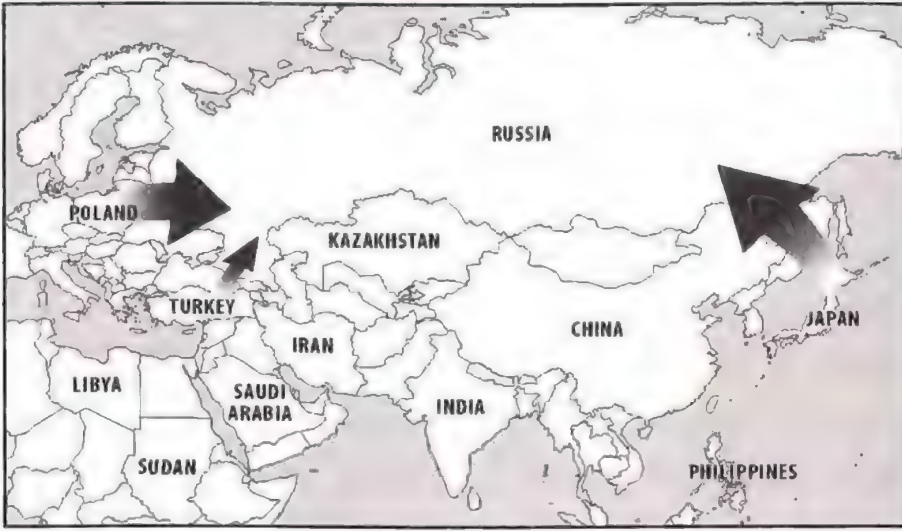 RUSSIA
POLAND
KAZAKHSTAN
TURKEY
CHINA
JAPAN
IRAN
LIBYA
SAUDI
ARABIA
INDIA
SUDAN
PHILIPPINES